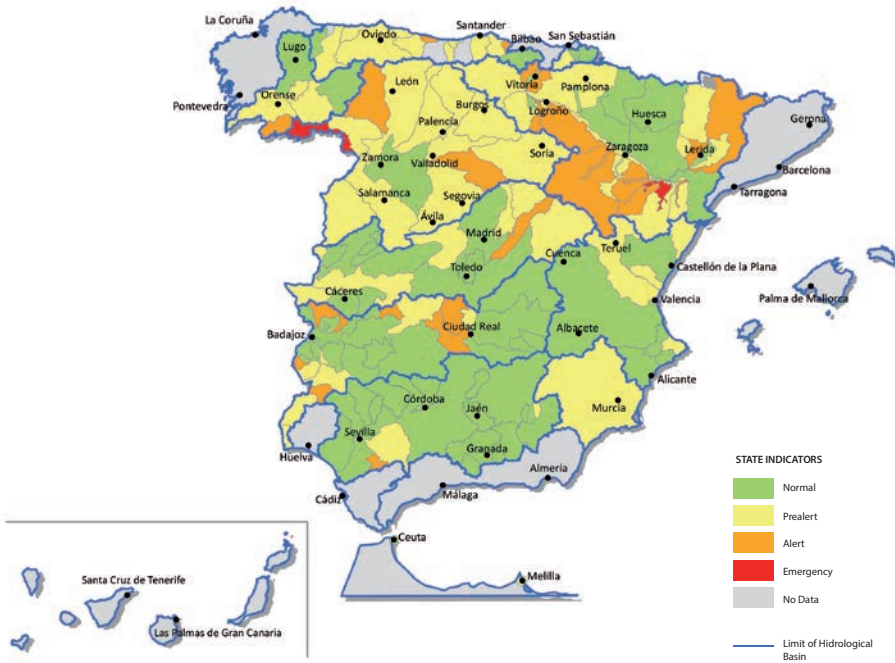 La Coruña
Lugo
Oviedo
Santander
Bilbao
San Sebastián
Pontevedra
Orense
León
Vitoria
Pamplona
Burgos
Logroño
Palencia
Huesca
Gerona
Zamora
Valladolid
Soria
Zaragoza
Lerida
Barcelona
Tarragona
Salamanca
Segovia
Ávila
Madrid
Teruel
Cuenca
Toledo
Castellón de la Plana
Cáceres
Valencia
Palma de Mallorca
Badajoz
Ciudad Real
Albacete
Alicante
Córdoba
Jaén
Murcia
Sevilla
Huelva
Granada
Almería
Cádiz
Málaga
Ceuta
Melilla
Santa Cruz de Tenerife
Las Palmas de Gran Canaria
STATE INDICATORS
Normal
Prealert
Alert
Emergency
No Data
Limit of Hidrological
Basin